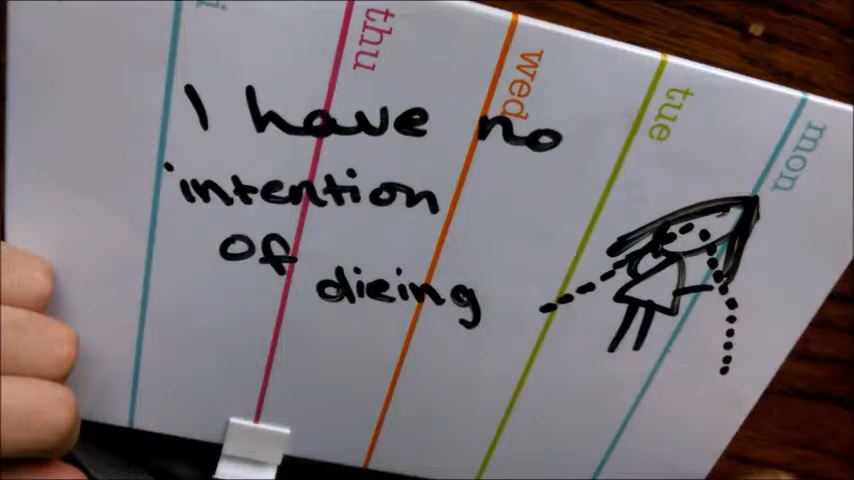 I have no
intention
of dieing
mon
tue
wed
thu